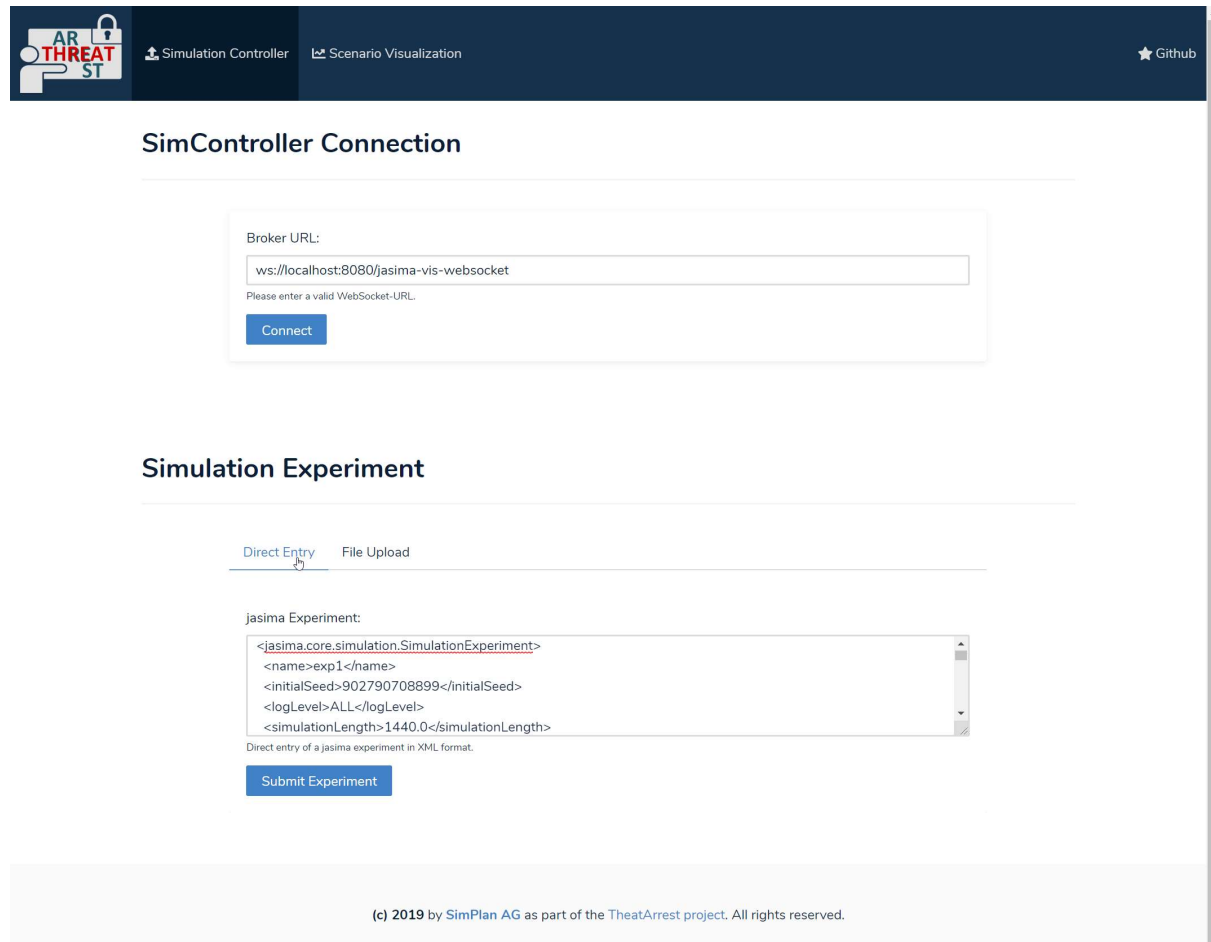 AR
THREAT
ST
Simulation Controller
Scenario Visualization
Github
SimController Connection
Broker URL:
ws://localhost:8080/jasima-vis-websocket
Please enter a valid WebSocket-URL.
Connect
Simulation Experiment
Direct Entry
File Upload
jasima Experiment:
<jasima.core.simulation.SimulationExperiment>
<name>exp1</name>
<initialSeed>902790708899</initialSeed>
<logLevel>ALL</logLevel>
<simulationLength>1440.0</simulationLength>
Direct entry of a jasima experiment in XML format.
Submit Experiment
(c) 2019 by SimPlan AG as part of the TheatArrest project. All rights reserved.